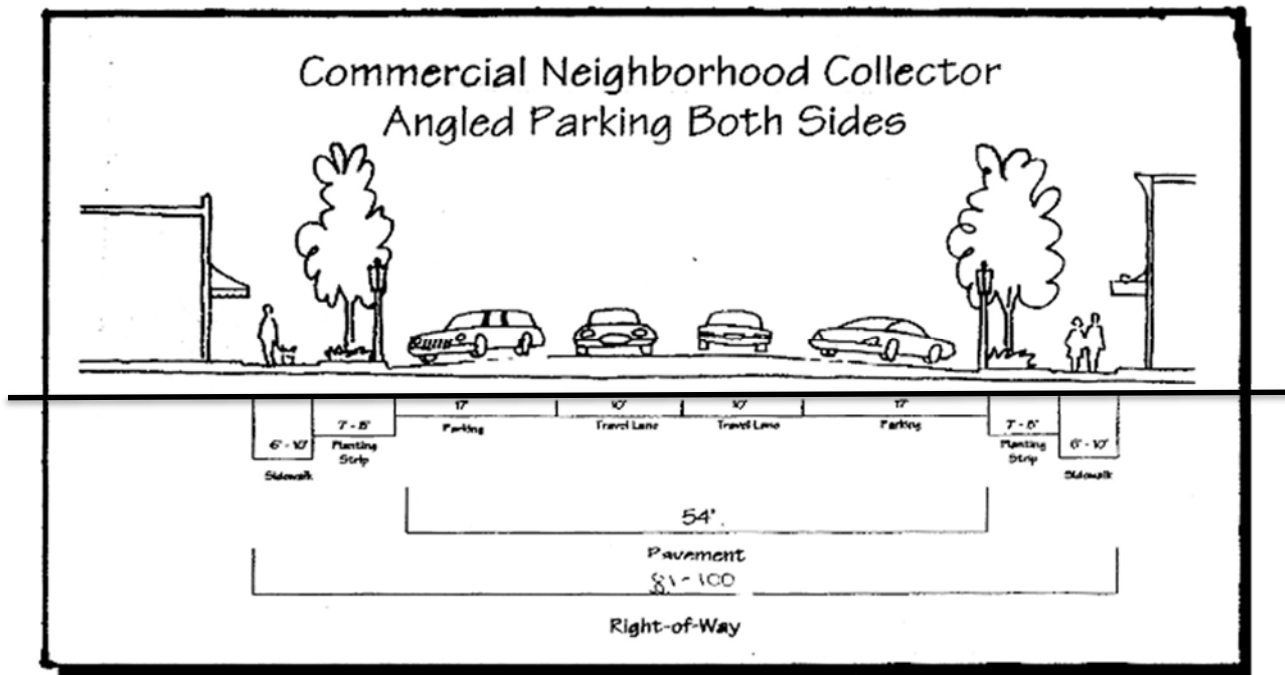 Commercial Neighborhood Collector
Angled Parking Both Sides
17' 10' 10' 17'
Parking Travel Lane Travel Lane Parking
7 - 8' 7 - 8'
Planting Planting
Strip Strip
6' - 10' 6' - 10'
Sidewalk Sidewalk
54'
Pavement
81-100
Right-of-Way